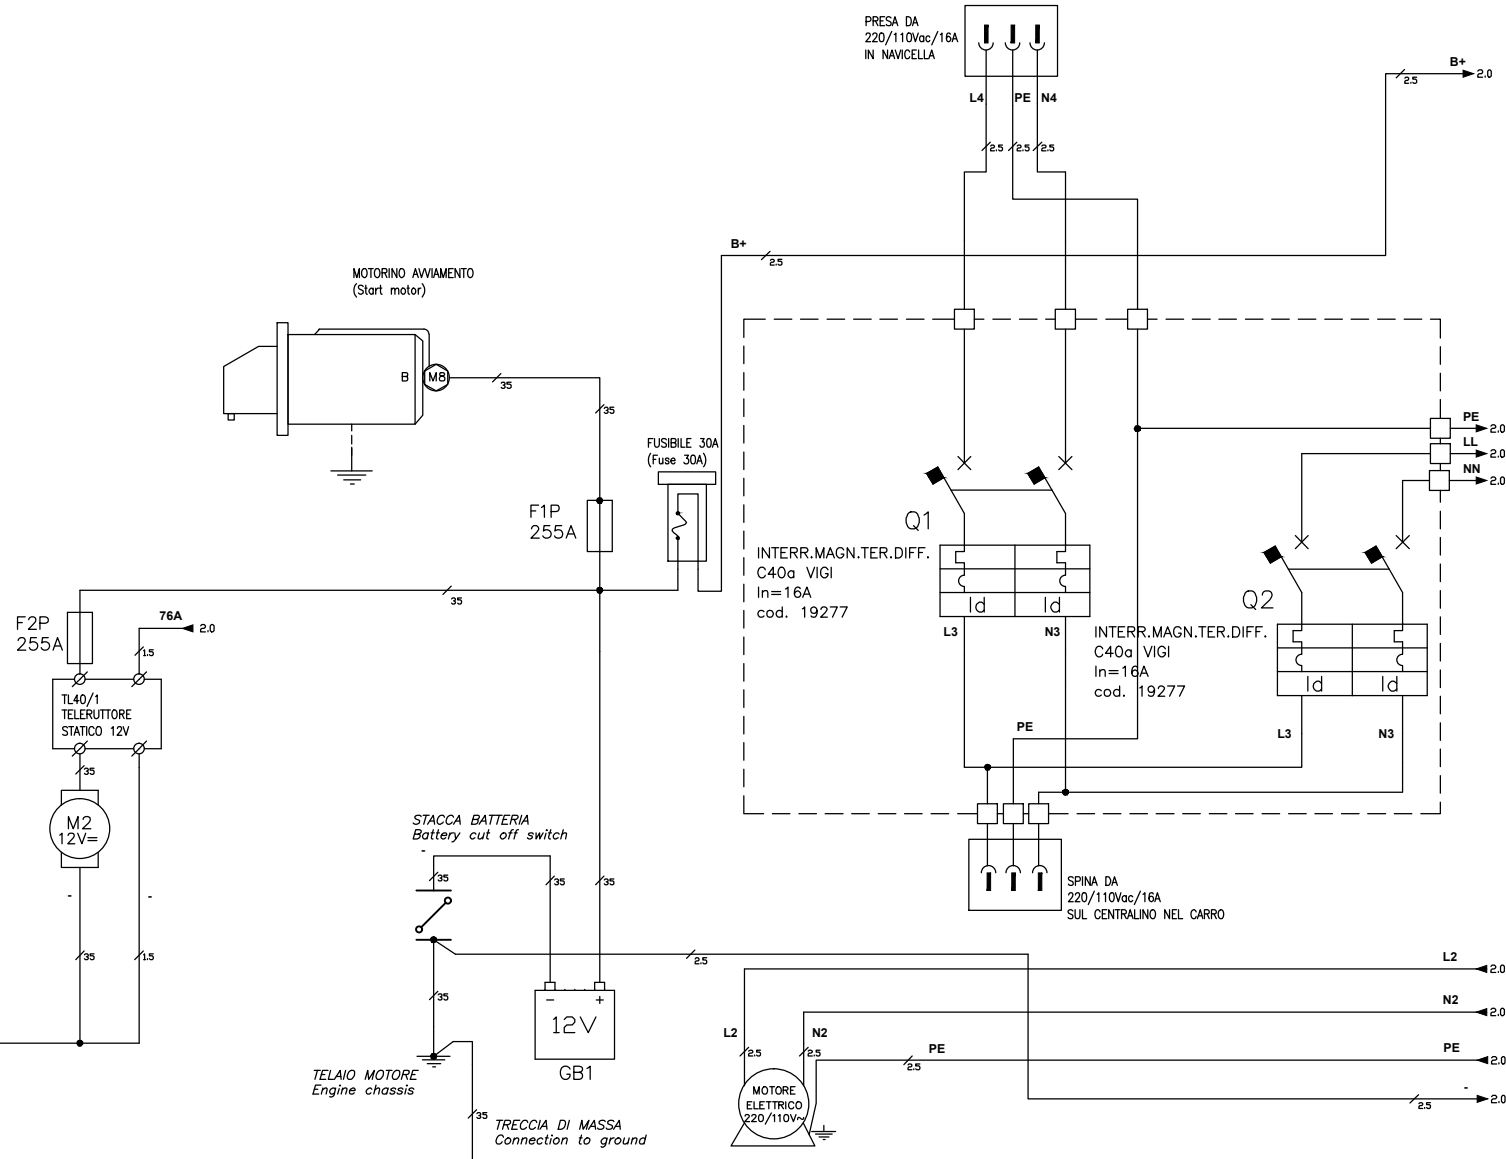 PRESA DA
220/110Vac/16A
IN NAVICELLA
L4 PE N4
2.5 2.5 2.5
B+
2.5
2.0
B+
2.5
MOTORINO AVVIAMENTO
(Start motor)
B
M8
35
35
FUSIBILE 30A
(Fuse 30A)
F1P
255A
35
PE
2.0
LL
2.0
NN
2.0
Q1
INTERR.MAGN.TER.DIFF.
C40a VIGI
In=16A
cod. 19277
Id Id
L3 N3
Q2
INTERR.MAGN.TER.DIFF.
C40a VIGI
In=16A
cod. 19277
Id Id
L3 N3
PE
F2P
255A
76A
2.0
1.5
TL40/1
TELERUTTORE
STATICO 12V
35
M2
12V=
- -
35 1.5
STACCA BATTERIA
Battery cut off switch
-
35 35 35
2.5
35
- +
12V
GB1
TELAIO MOTORE
Engine chassis
35
TRECCIA DI MASSA
Connection to ground
SPINA DA
220/110Vac/16A
SUL CENTRALINO NEL CARRO
L2
2.0
N2
2.0
L2 N2
2.5 2.5
PE
2.5
PE
2.0
-
2.5
2.0
MOTORE
ELETTRICO
220/110V~